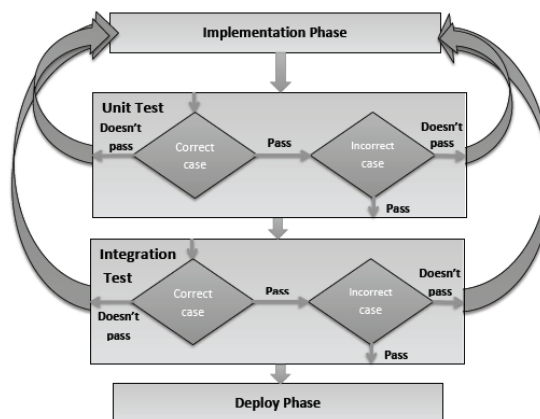 Implementation Phase
Unit Test
Doesn't
pass
Correct
case
Pass
Incorrect
case
Doesn't
pass
Pass
Integration
Test
Doesn't
pass
Correct
case
Pass
Incorrect
case
Doesn't
pass
Pass
Deploy Phase